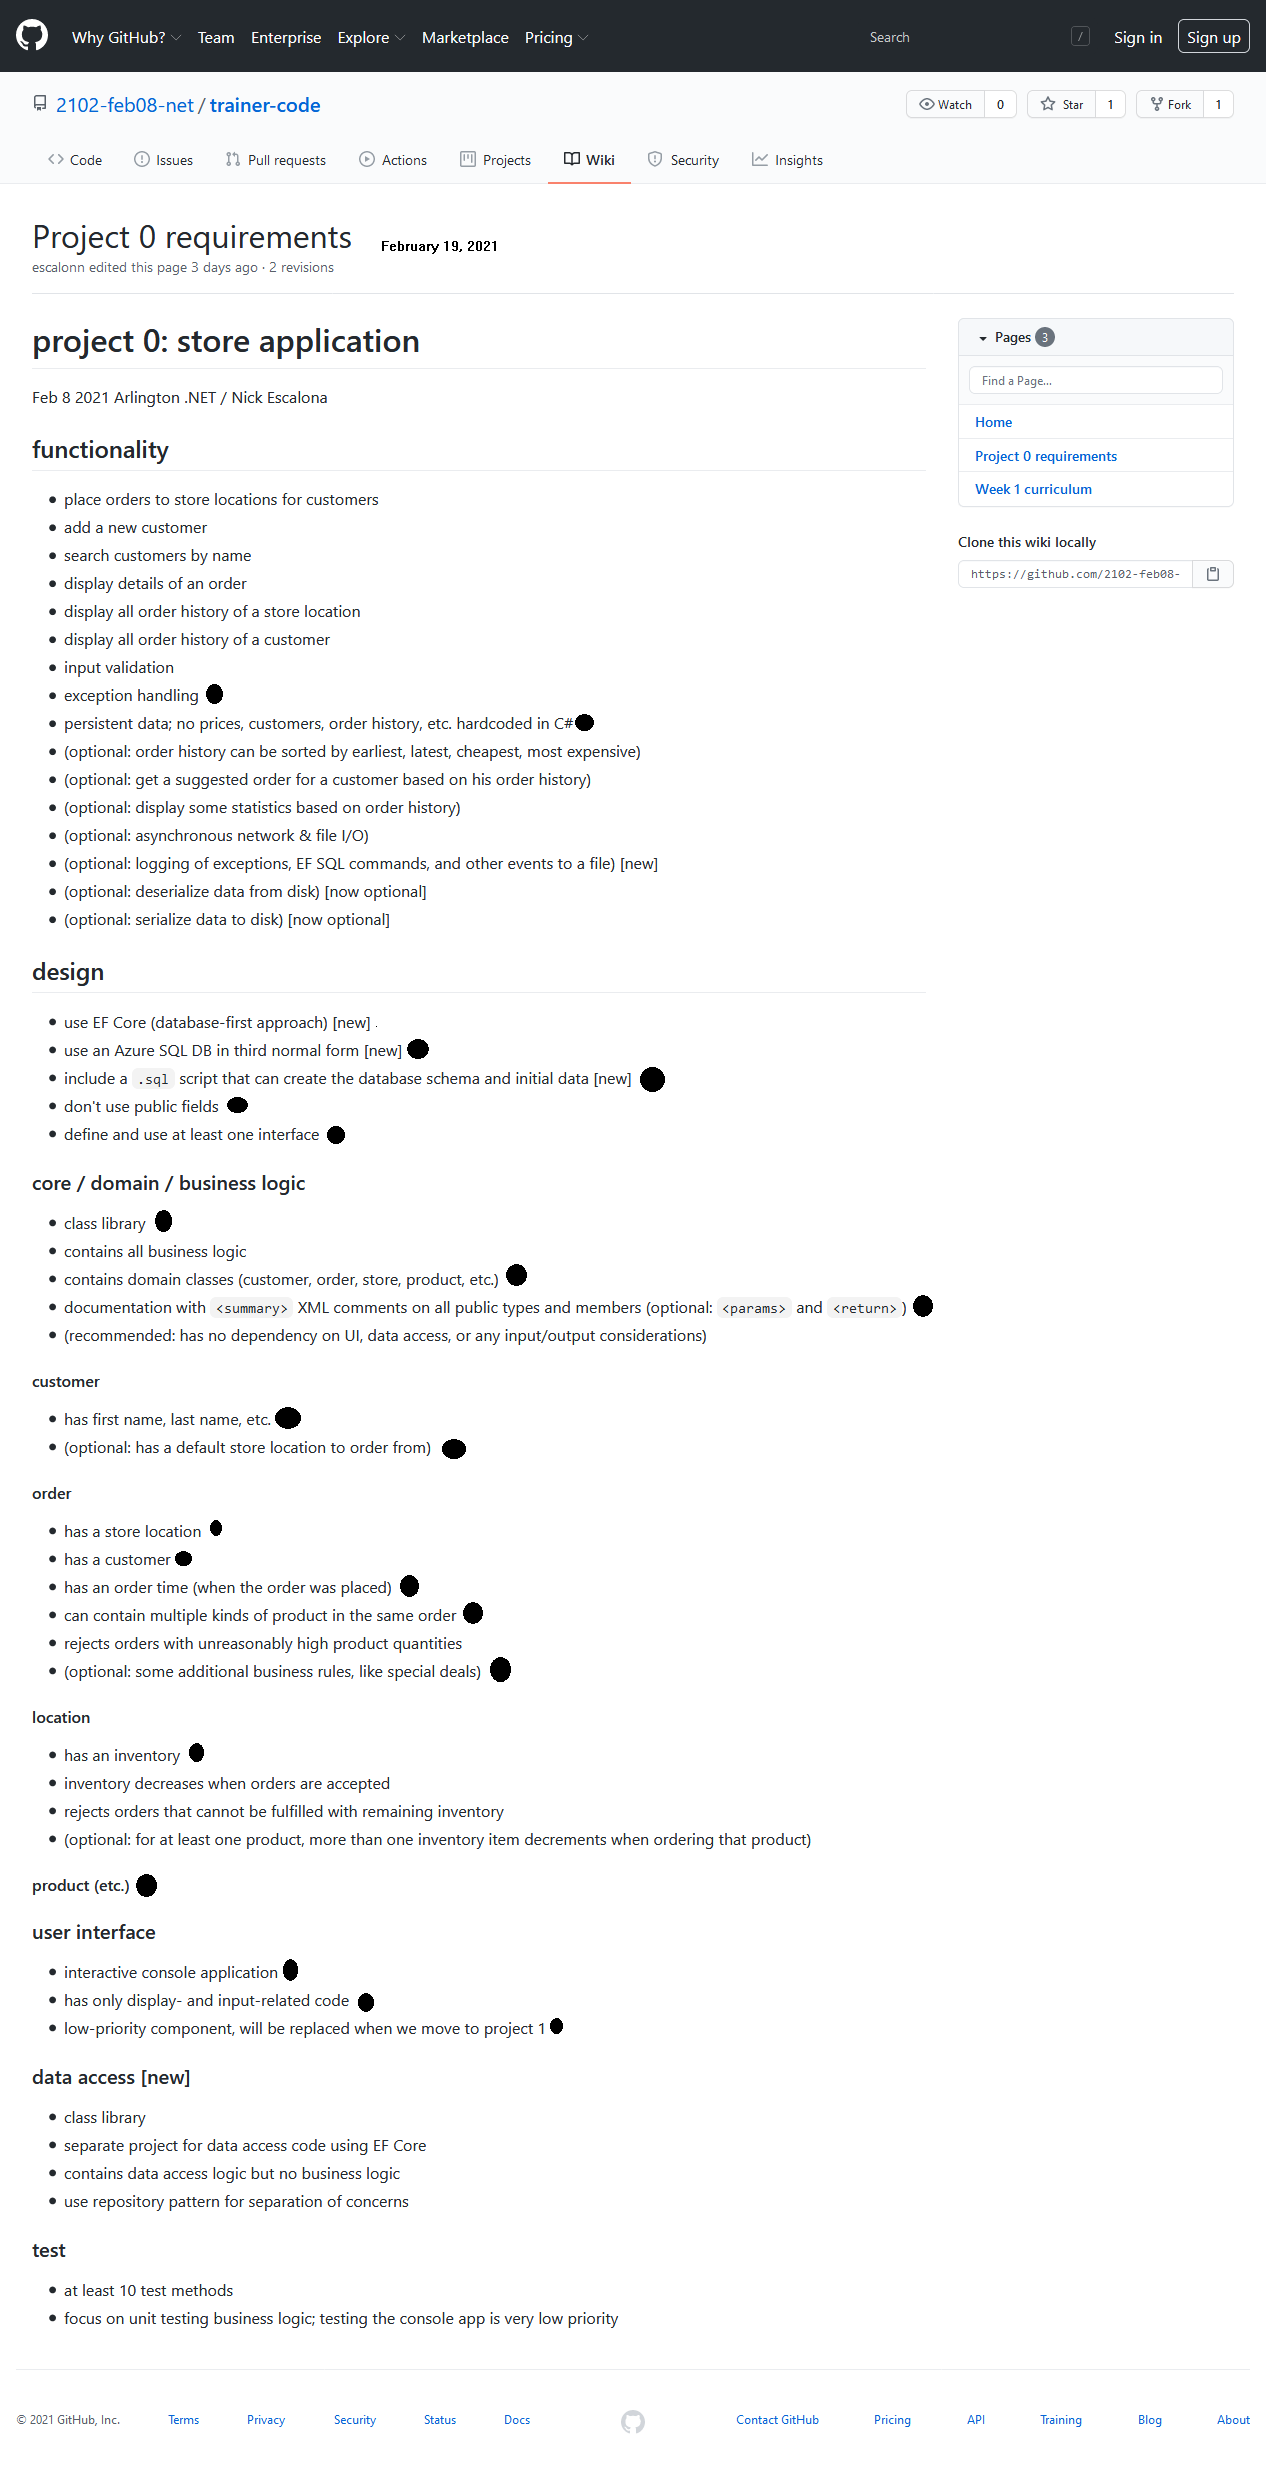 Why GitHub? Team Enterprise Explore Marketplace Pricing Search / Sign in Sign up
2102-feb08-net / trainer-code Watch 0 Star 1 Fork 1
Code Issues Pull requests Actions Projects Wiki Security Insights
Project 0 requirements February 19, 2021
escalonn edited this page 3 days ago · 2 revisions
project 0: store application
Feb 8 2021 Arlington .NET / Nick Escalona
functionality
place orders to store locations for customers
add a new customer
search customers by name
display details of an order
display all order history of a store location
display all order history of a customer
input validation
exception handling
persistent data; no prices, customers, order history, etc. hardcoded in C#
(optional: order history can be sorted by earliest, latest, cheapest, most expensive)
(optional: get a suggested order for a customer based on his order history)
(optional: display some statistics based on order history)
(optional: asynchronous network & file I/O)
(optional: logging of exceptions, EF SQL commands, and other events to a file) [new]
(optional: deserialize data from disk) [now optional]
(optional: serialize data to disk) [now optional]
design
use EF Core (database-first approach) [new] .
use an Azure SQL DB in third normal form [new]
include a .sql script that can create the database schema and initial data [new]
don't use public fields
define and use at least one interface
core / domain / business logic
class library
contains all business logic
contains domain classes (customer, order, store, product, etc.)
documentation with <summary> XML comments on all public types and members (optional: <params> and <return> )
(recommended: has no dependency on UI, data access, or any input/output considerations)
customer
has first name, last name, etc.
(optional: has a default store location to order from)
order
has a store location
has a customer
has an order time (when the order was placed)
can contain multiple kinds of product in the same order
rejects orders with unreasonably high product quantities
(optional: some additional business rules, like special deals)
location
has an inventory
inventory decreases when orders are accepted
rejects orders that cannot be fulfilled with remaining inventory
(optional: for at least one product, more than one inventory item decrements when ordering that product)
product (etc.)
user interface
interactive console application
has only display- and input-related code
low-priority component, will be replaced when we move to project 1
data access [new]
class library
separate project for data access code using EF Core
contains data access logic but no business logic
use repository pattern for separation of concerns
test
at least 10 test methods
focus on unit testing business logic; testing the console app is very low priority
Pages 3
Find a Page...
Home
Project 0 requirements
Week 1 curriculum
Clone this wiki locally
https://github.com/2102-feb08-
© 2021 GitHub, Inc. Terms Privacy Security Status Docs Contact GitHub Pricing API Training Blog About